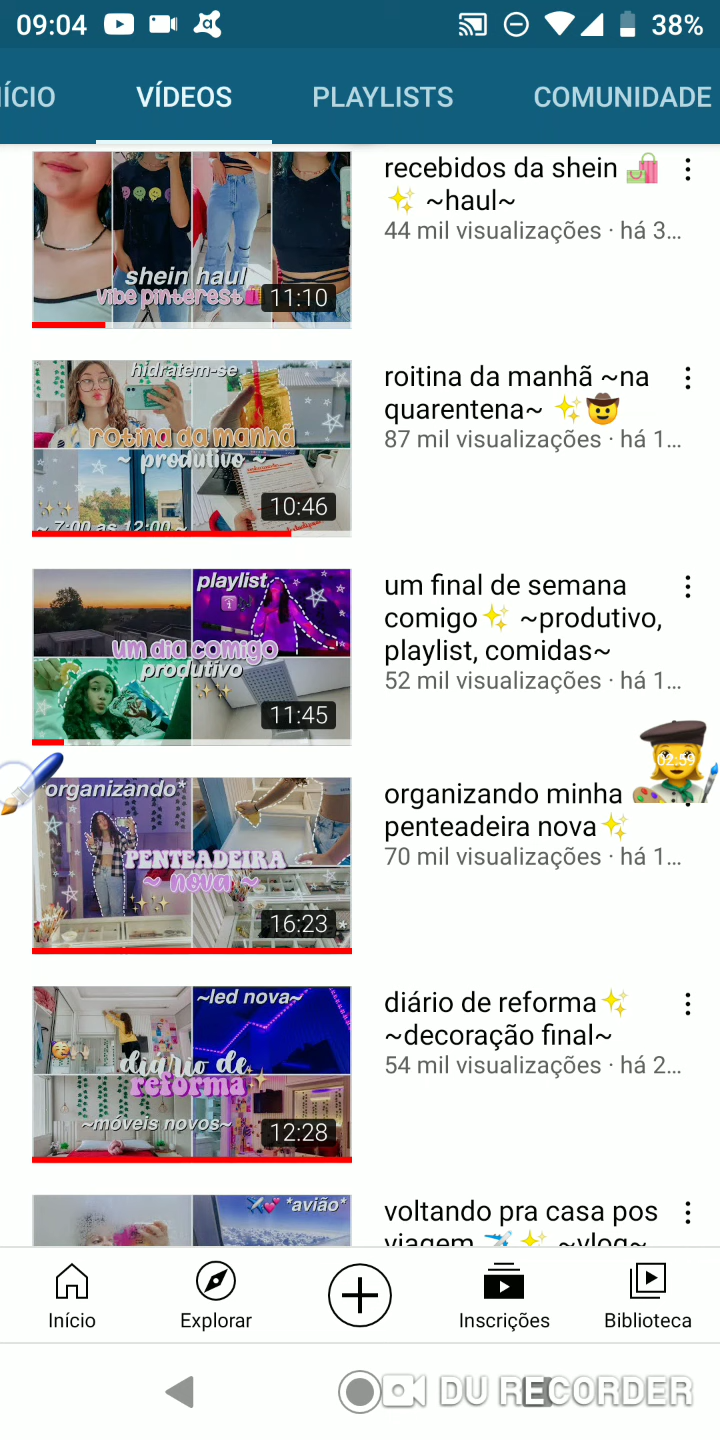 09:04
38%
ÍCIO
VÍDEOS
PLAYLISTS
COMUNIDADE
shein haul
vibe pinterest
11:10
recebidos da shein 🛍️
✨ ~haul~
44 mil visualizações · há 3...
hidratem-se
rotina da manhã
~ produtivo ~
~ 7:00 as 12:00 ~
10:46
roitina da manhã ~na
quarentena~ ✨🤠
87 mil visualizações · há 1...
playlist
um dia comigo
produtivo
11:45
um final de semana
comigo✨ ~produtivo,
playlist, comidas~
52 mil visualizações · há 1...
02:59
organizando*
PENTEADEIRA
~ nova ~
16:23
organizando minha
penteadeira nova✨
70 mil visualizações · há 1...
~led nova~
diário de
reforma
~móveis novos~
12:28
diário de reforma✨
~decoração final~
54 mil visualizações · há 2...
*avião*
voltando pra casa pos
viagem ✈️✨ ~vlog~
Início
Explorar
Inscrições
Biblioteca
DU RECORDER